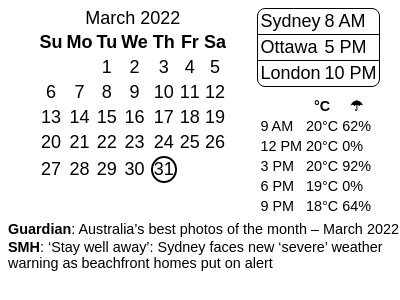 March 2022
Su Mo Tu We Th Fr Sa
1 2 3 4 5
6 7 8 9 10 11 12
13 14 15 16 17 18 19
20 21 22 23 24 25 26
27 28 29 30 31
Sydney 8 AM
Ottawa 5 PM
London 10 PM
°C ☂
9 AM 20°C 62%
12 PM 20°C 0%
3 PM 20°C 92%
6 PM 19°C 0%
9 PM 18°C 64%
Guardian: Australia’s best photos of the month – March 2022
SMH: ‘Stay well away’: Sydney faces new ‘severe’ weather
warning as beachfront homes put on alert